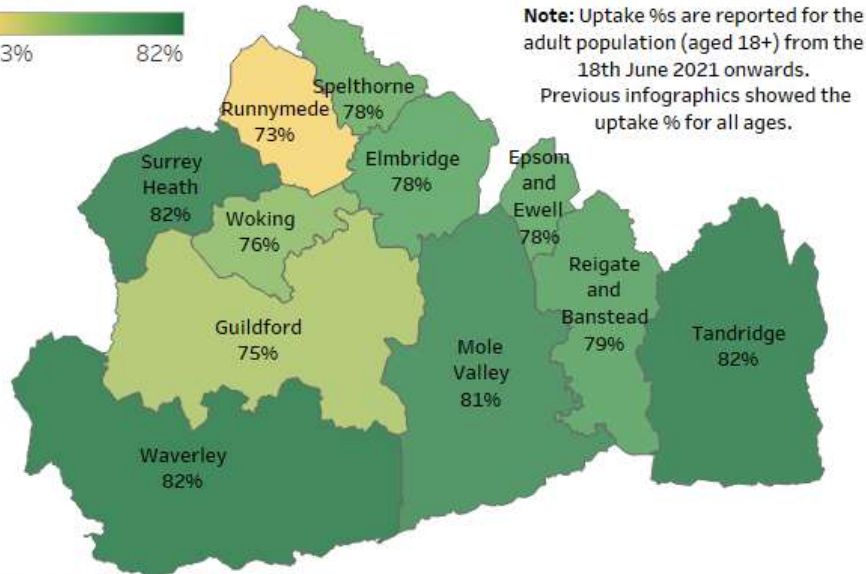 3%
82%
Note: Uptake %s are reported for the
adult population (aged 18+) from the
18th June 2021 onwards.
Previous infographics showed the
uptake % for all ages.
Spelthorne
78%
Runnymede
73%
Elmbridge
78%
Epsom
and
Ewell
78%
Surrey
Heath
82%
Woking
76%
Reigate
and
Banstead
79%
Guildford
75%
Mole
Valley
81%
Tandridge
82%
Waverley
82%